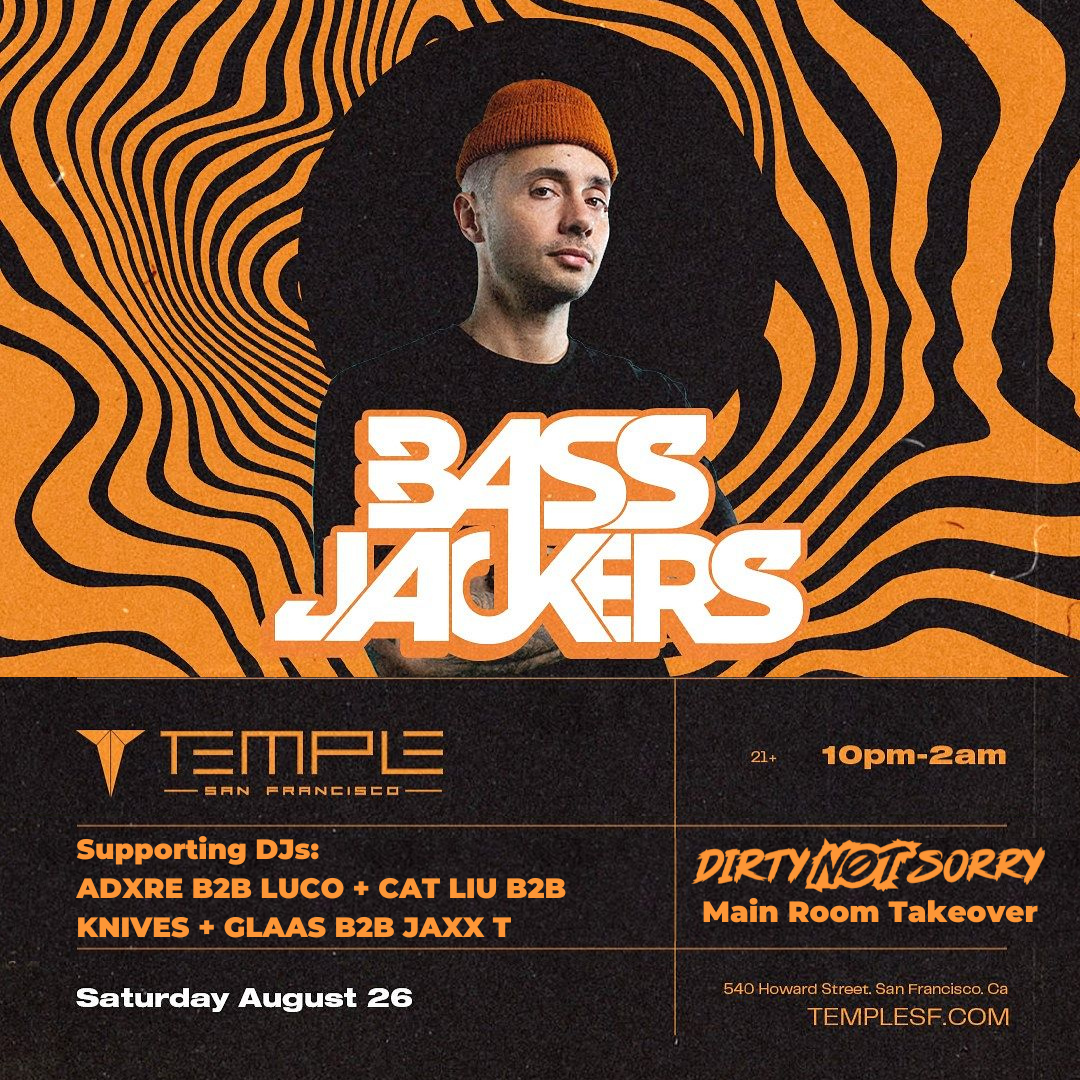 BASS
JACKERS
TEMPLE
SAN FRANCISCO
21+ 10pm-2am
Supporting DJs:
ADXRE B2B LUCO + CAT LIU B2B
KNIVES + GLAAS B2B JAXX T
DIRTY NOT SORRY
Main Room Takeover
Saturday August 26
540 Howard Street. San Francisco. Ca
TEMPLESF.COM